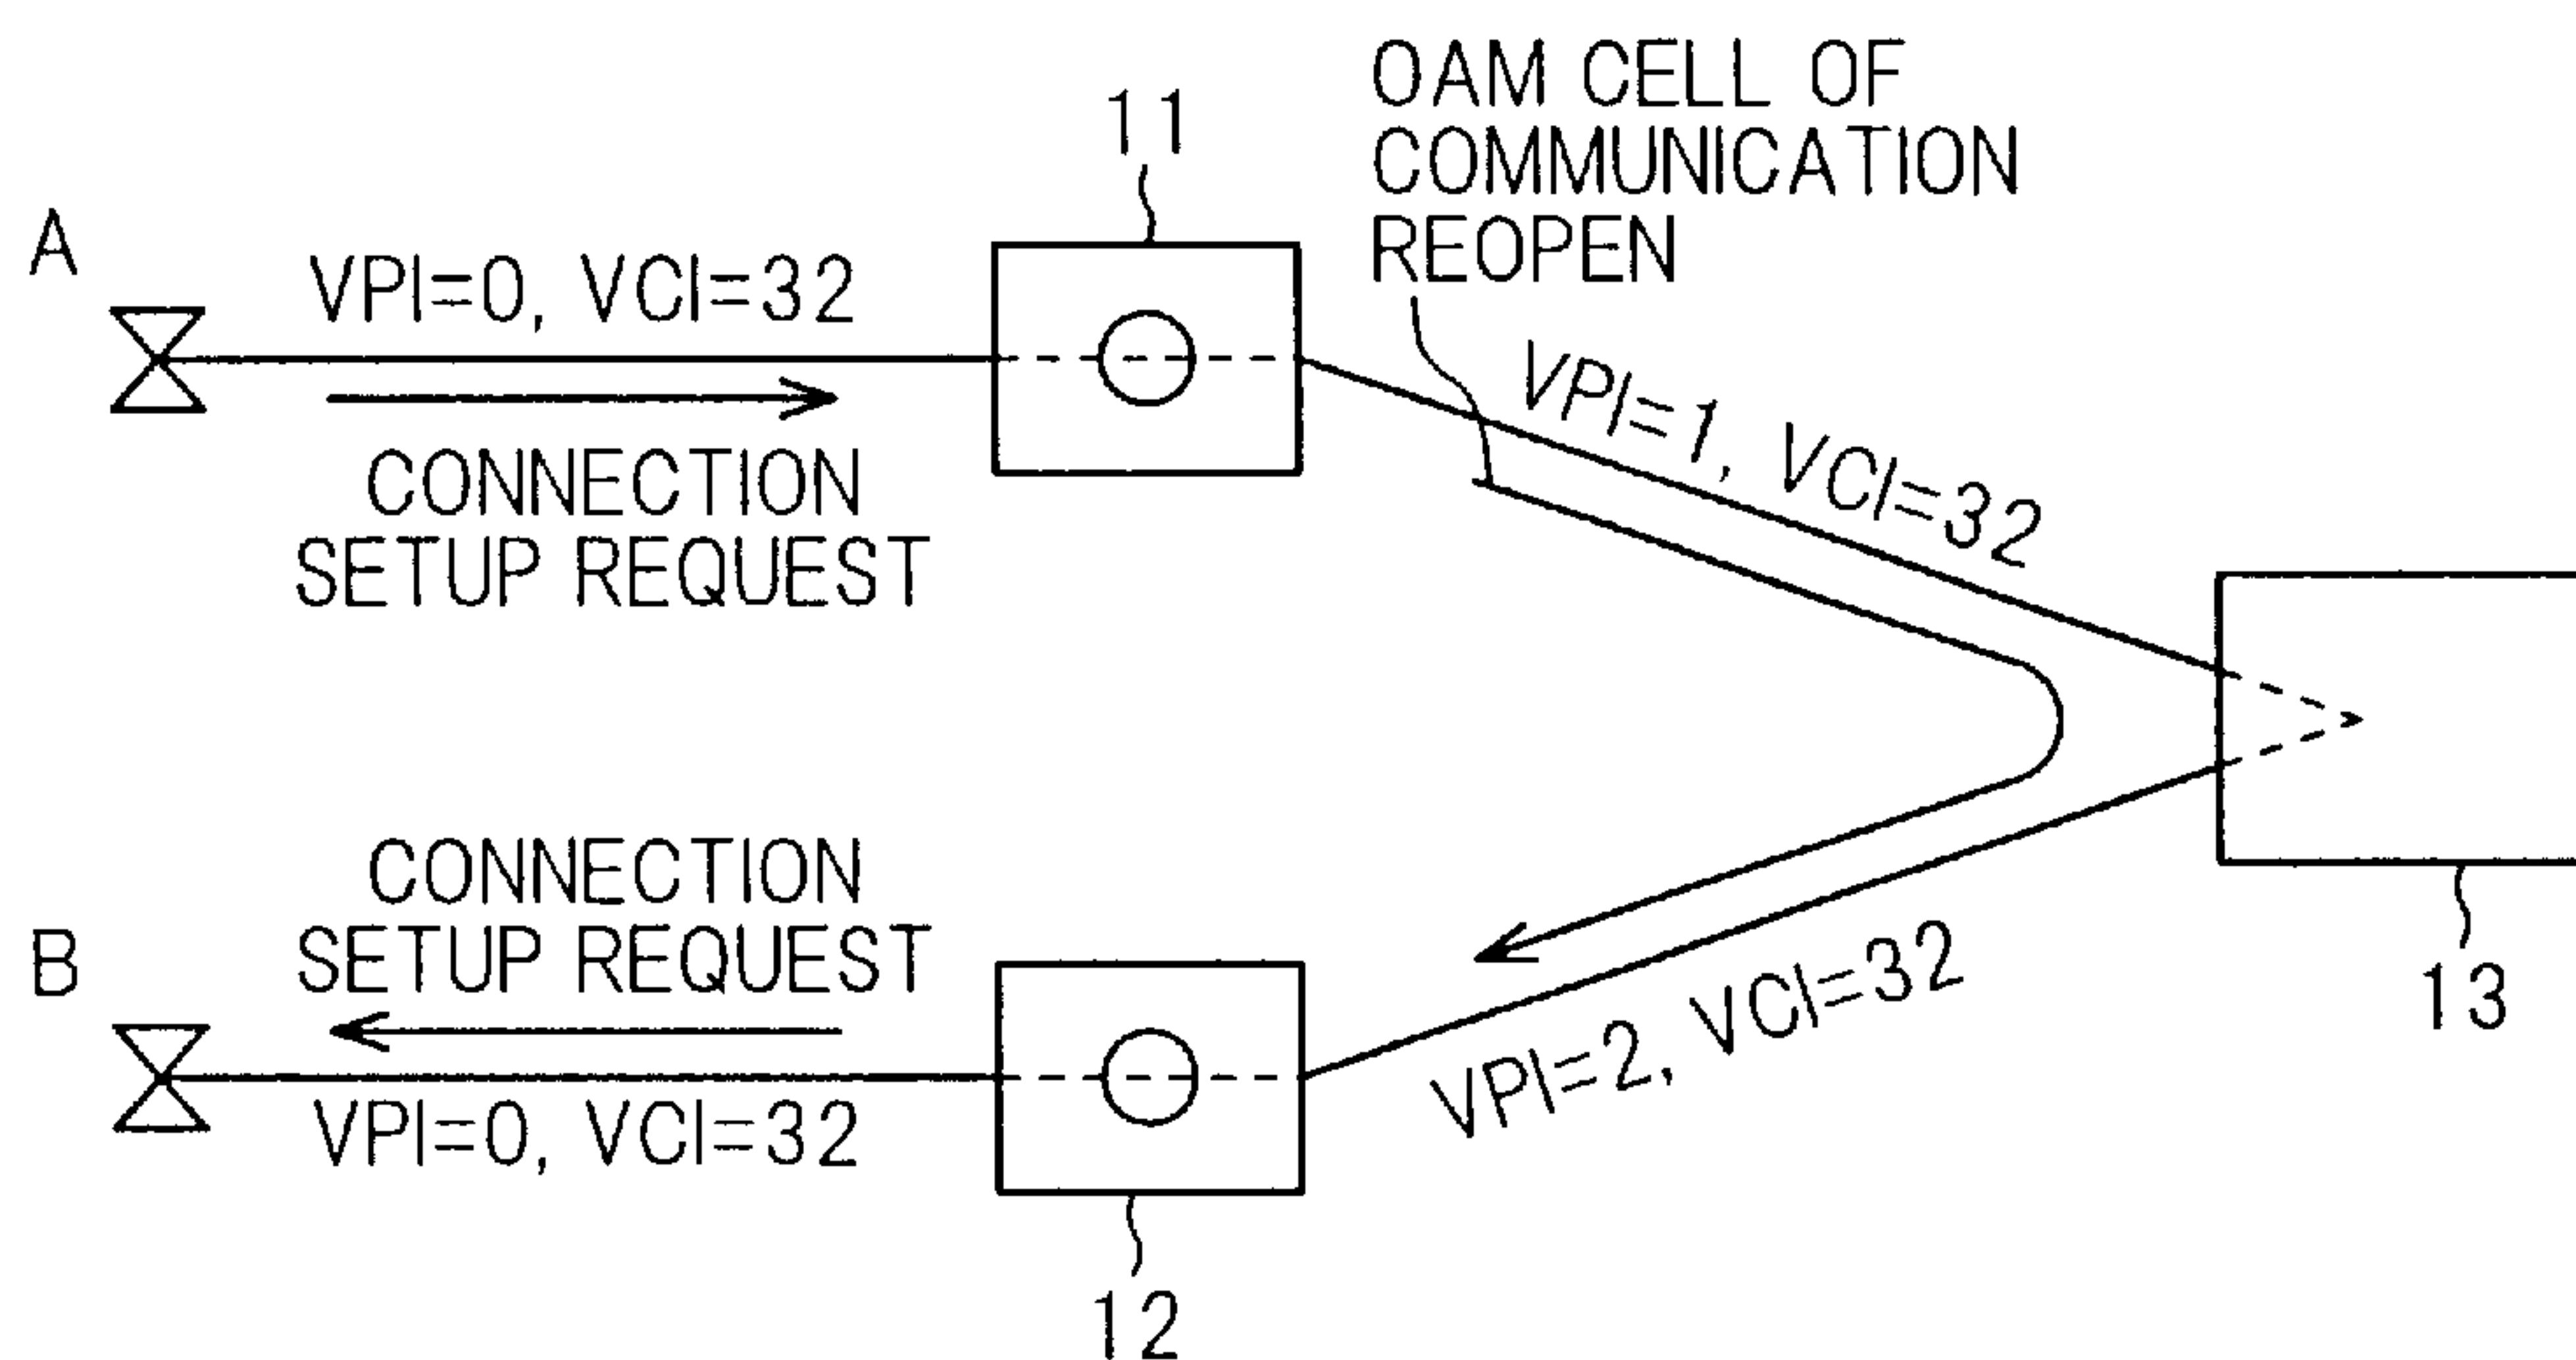 OAM CELL OF
COMMUNICATION
REOPEN
11
A
VPI=0, VCI=32
CONNECTION
SETUP REQUEST
VPI=1, VCI=32
CONNECTION
SETUP REQUEST
B
VPI=0, VCI=32
VPI=2, VCI=32
13
12